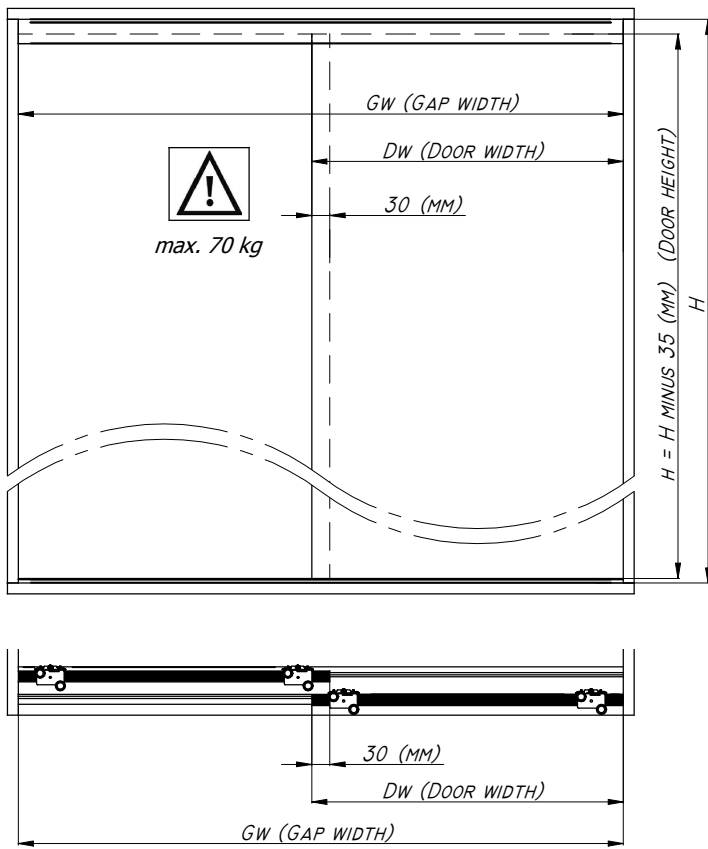 GW (GAP WIDTH)
DW (DOOR WIDTH)
30 (MM)
!
max. 70 kg
H = H MINUS 35 (MM) (DOOR HEIGHT)
H
30 (MM)
DW (DOOR WIDTH)
GW (GAP WIDTH)